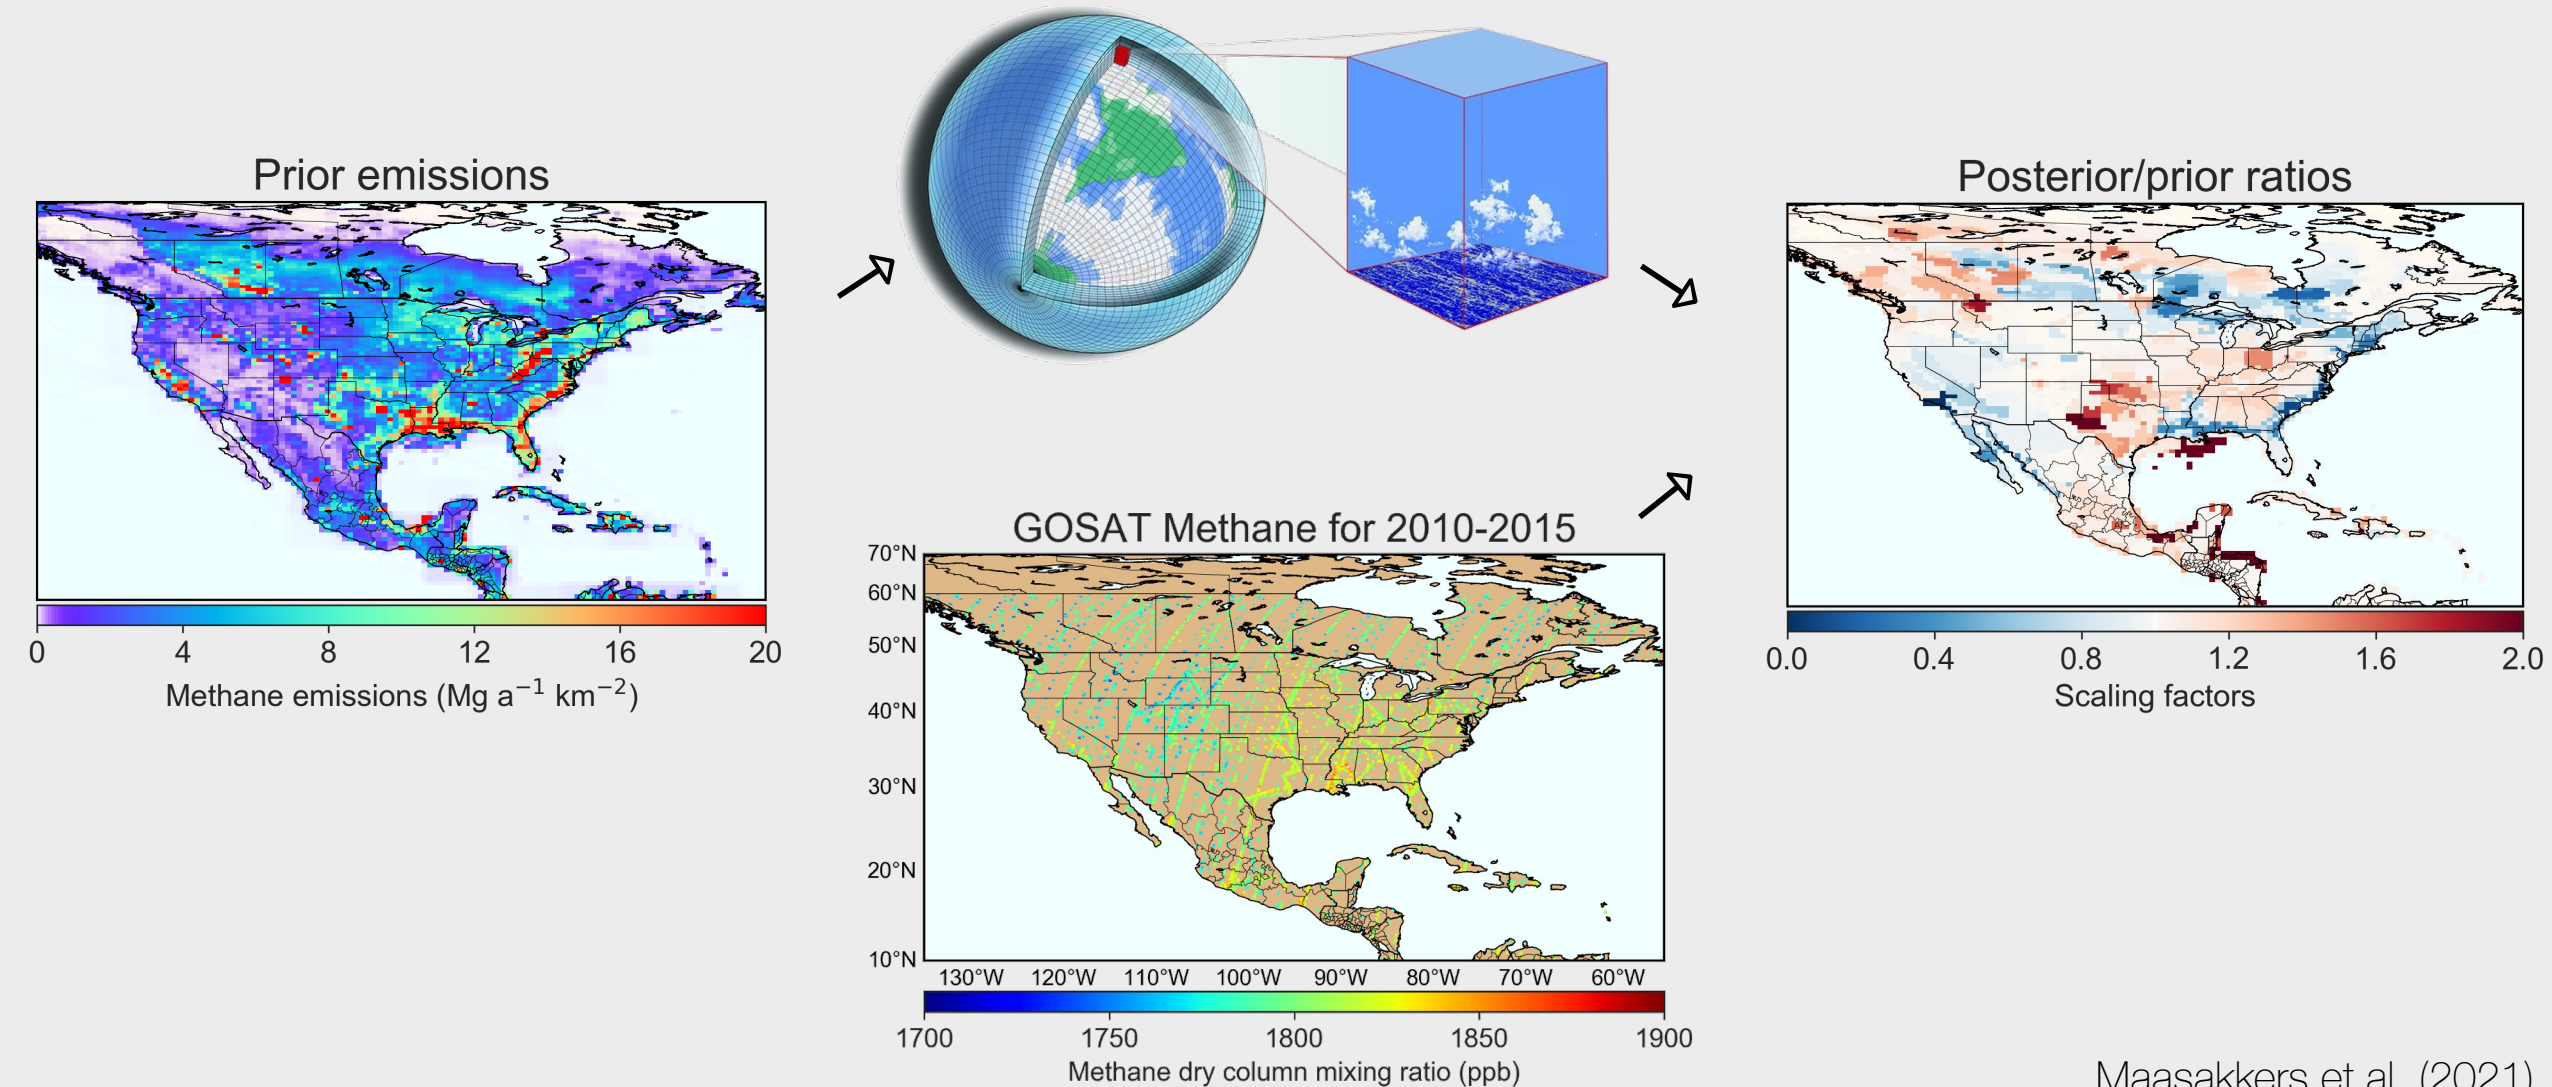 Prior emissions
0 4 8 12 16 20
Methane emissions (Mg a⁻¹ km⁻²)
GOSAT Methane for 2010-2015
70°N
60°N
50°N
40°N
30°N
20°N
10°N
130°W 120°W 110°W 100°W 90°W 80°W 70°W 60°W
1700 1750 1800 1850 1900
Methane dry column mixing ratio (ppb)
Posterior/prior ratios
0.0 0.4 0.8 1.2 1.6 2.0
Scaling factors
Maasakkers et al. (2021)